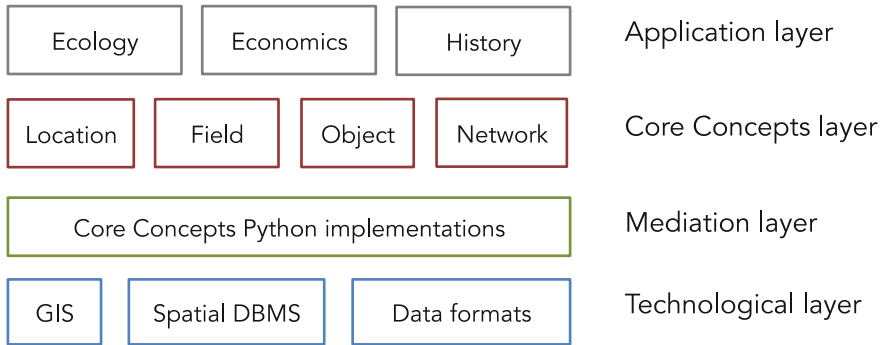 Ecology Economics History Application layer
Location Field Object Network Core Concepts layer
Core Concepts Python implementations Mediation layer
GIS Spatial DBMS Data formats Technological layer